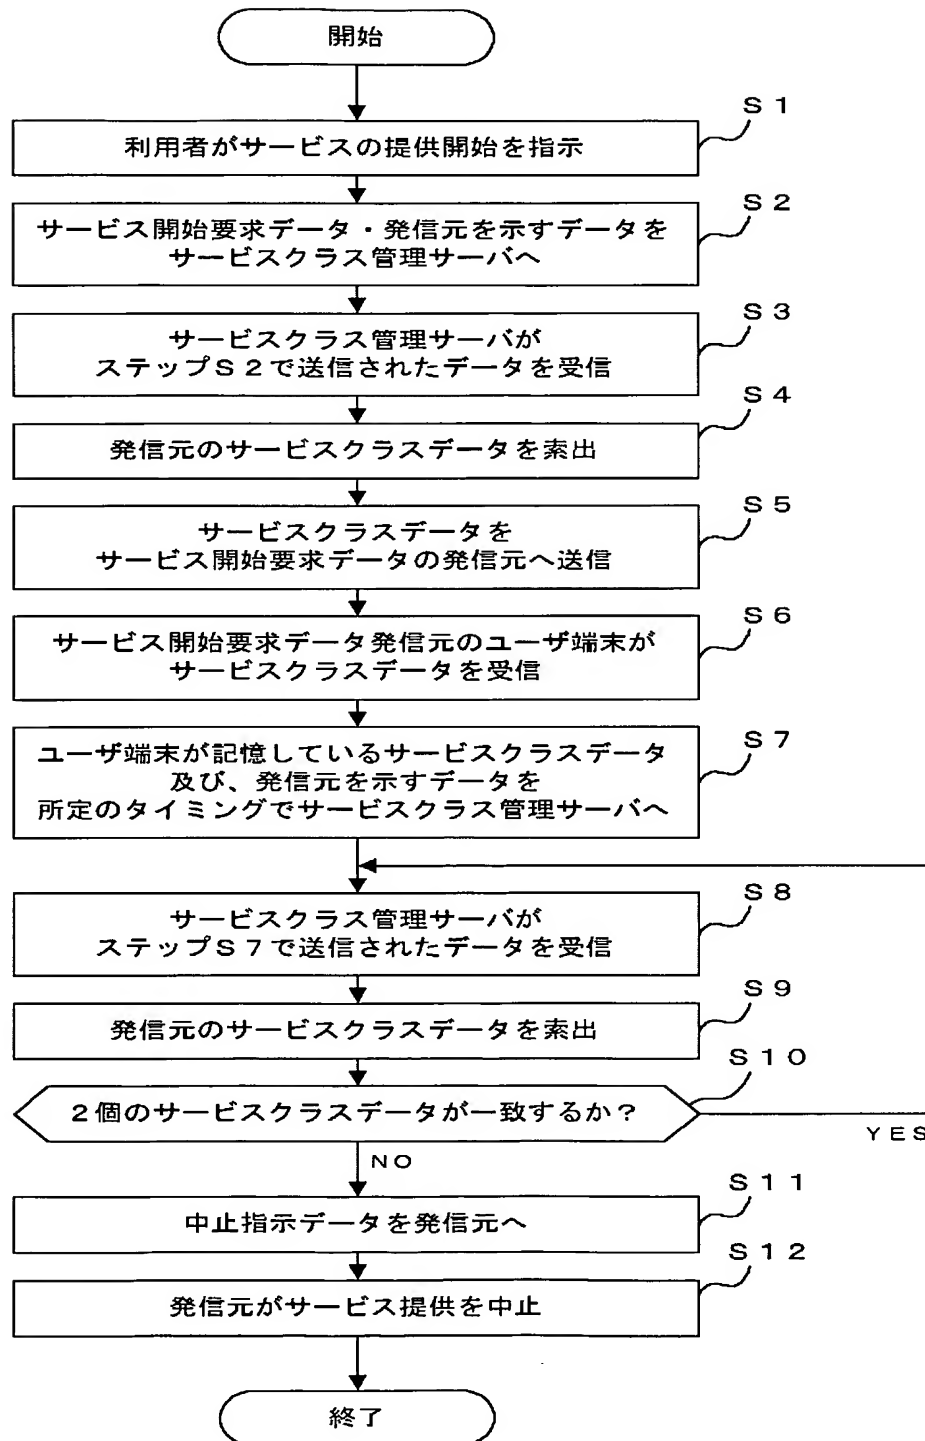 開始
S1
利用者がサービスの提供開始を指示
S2
サービス開始要求データ・発信元を示すデータを
サービスクラス管理サーバへ
S3
サービスクラス管理サーバが
ステップS2で送信されたデータを受信
S4
発信元のサービスクラスデータを索出
S5
サービスクラスデータを
サービス開始要求データの発信元へ送信
S6
サービス開始要求データ発信元のユーザ端末が
サービスクラスデータを受信
S7
ユーザ端末が記憶しているサービスクラスデータ
及び、発信元を示すデータを
所定のタイミングでサービスクラス管理サーバへ
S8
サービスクラス管理サーバが
ステップS7で送信されたデータを受信
S9
発信元のサービスクラスデータを索出
S10
2個のサービスクラスデータが一致するか？
YES
NO
S11
中止指示データを発信元へ
S12
発信元がサービス提供を中止
終了